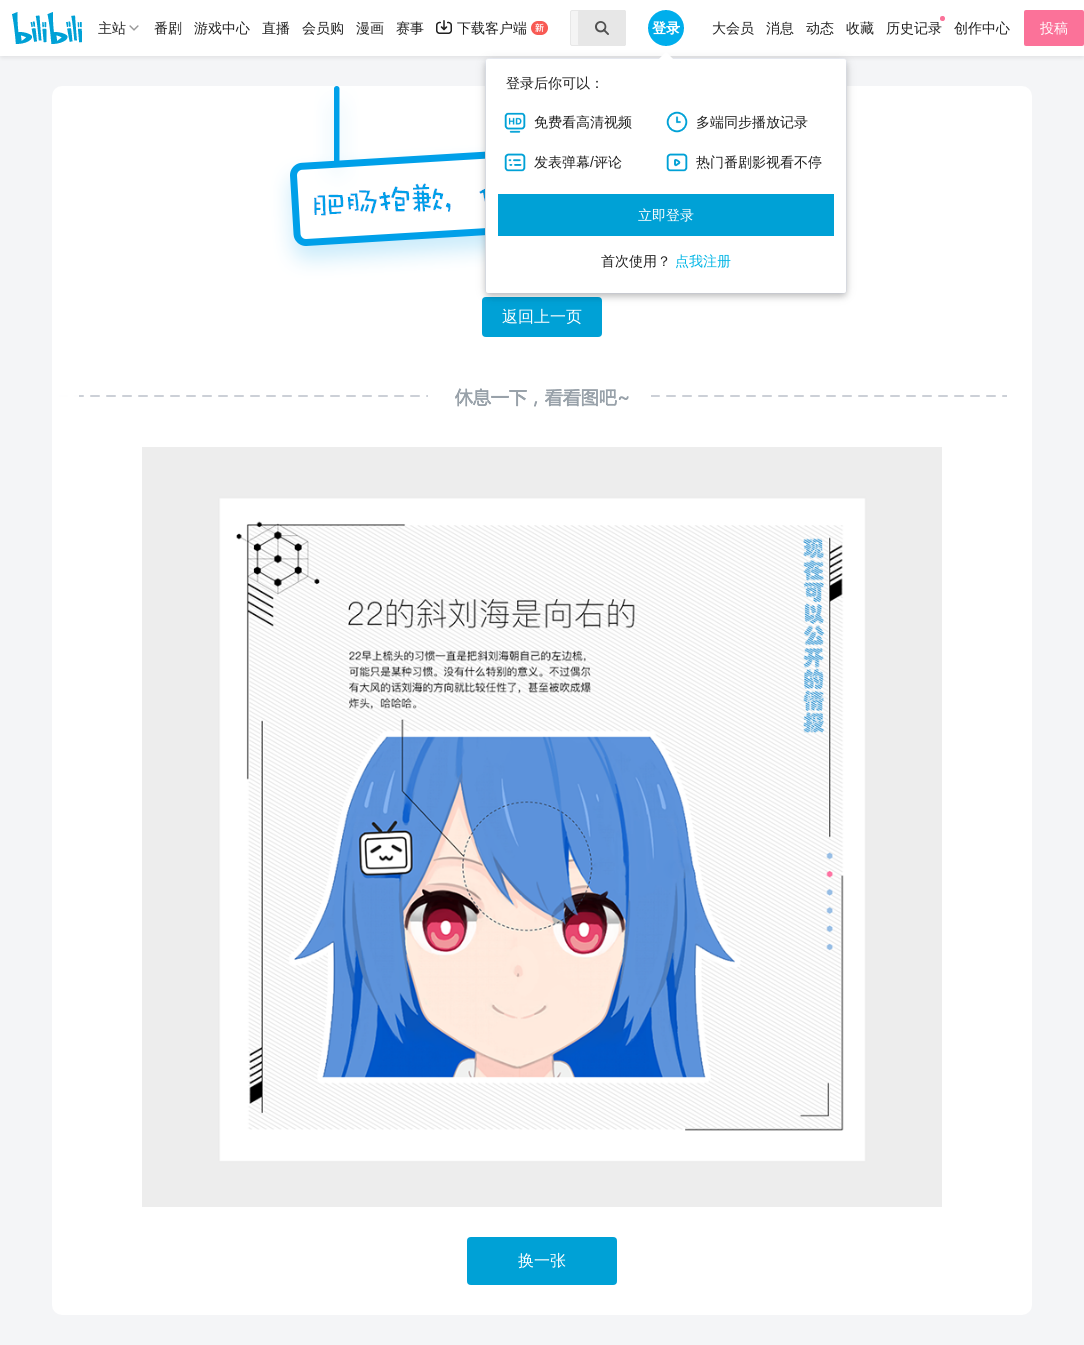 bilibili 主站 番剧 游戏中心 直播 会员购 漫画 赛事 下载客户端 新 登录 大会员 消息 动态 收藏 历史记录 创作中心 投稿
登录后你可以：
HD 免费看高清视频 多端同步播放记录
发表弹幕/评论 热门番剧影视看不停
立即登录
首次使用？ 点我注册
肥肠抱歉，
返回上一页
休息一下，看看图吧~
现在可以公开的情报
22的斜刘海是向右的
22早上梳头的习惯一直是把斜刘海朝自己的左边梳，
可能只是某种习惯。没有什么特别的意义。不过偶尔
有大风的话刘海的方向就比较任性了，甚至被吹成爆
炸头，哈哈哈。
换一张